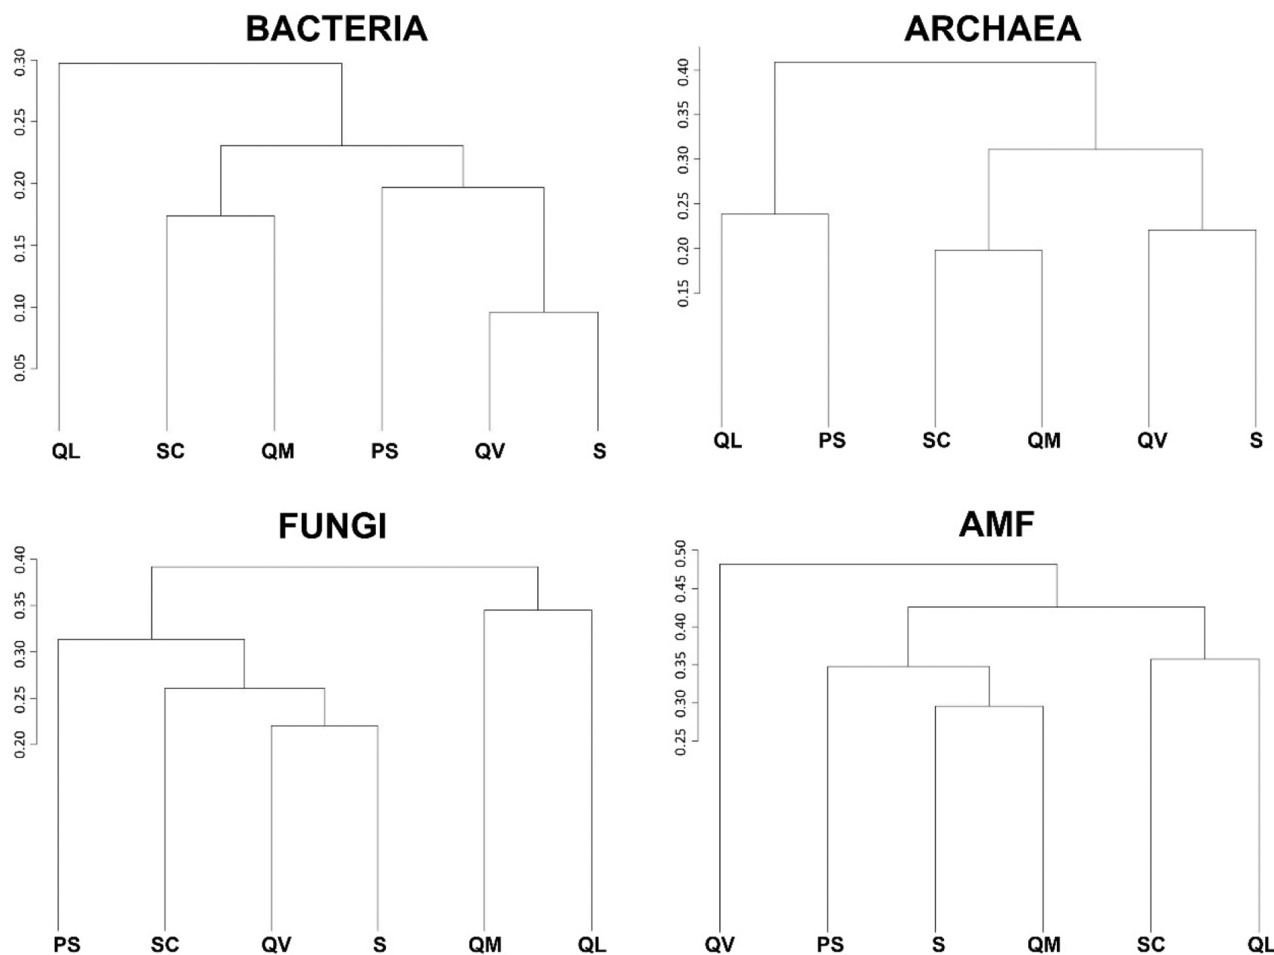 BACTERIA
0.30
0.25
0.20
0.15
0.10
0.05
QL SC QM PS QV S
ARCHAEA
0.40
0.35
0.30
0.25
0.20
0.15
QL PS SC QM QV S
FUNGI
0.40
0.35
0.30
0.25
0.20
PS SC QV S QM QL
AMF
0.50
0.45
0.40
0.35
0.30
0.25
QV PS S QM SC QL